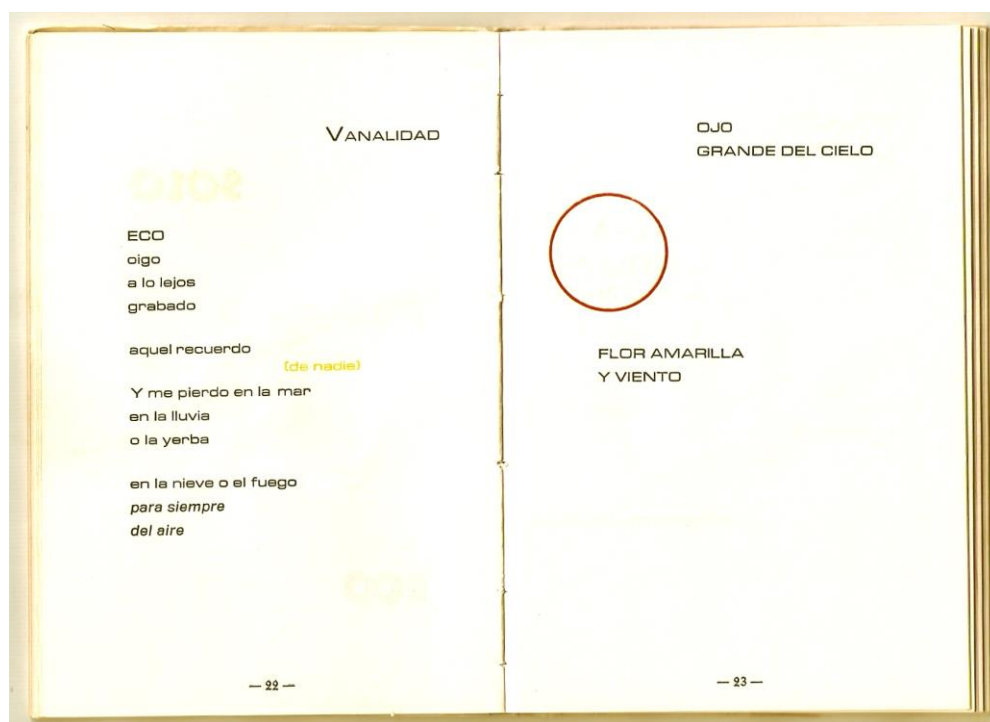 VANALIDAD
ECO
oigo
a lo lejos
grabado
aquel recuerdo
(de nadie)
Y me pierdo en la mar
en la lluvia
o la yerba
en la nieve o el fuego
para siempre
del aire
— 22 —
OJO
GRANDE DEL CIELO
FLOR AMARILLA
Y VIENTO
— 23 —